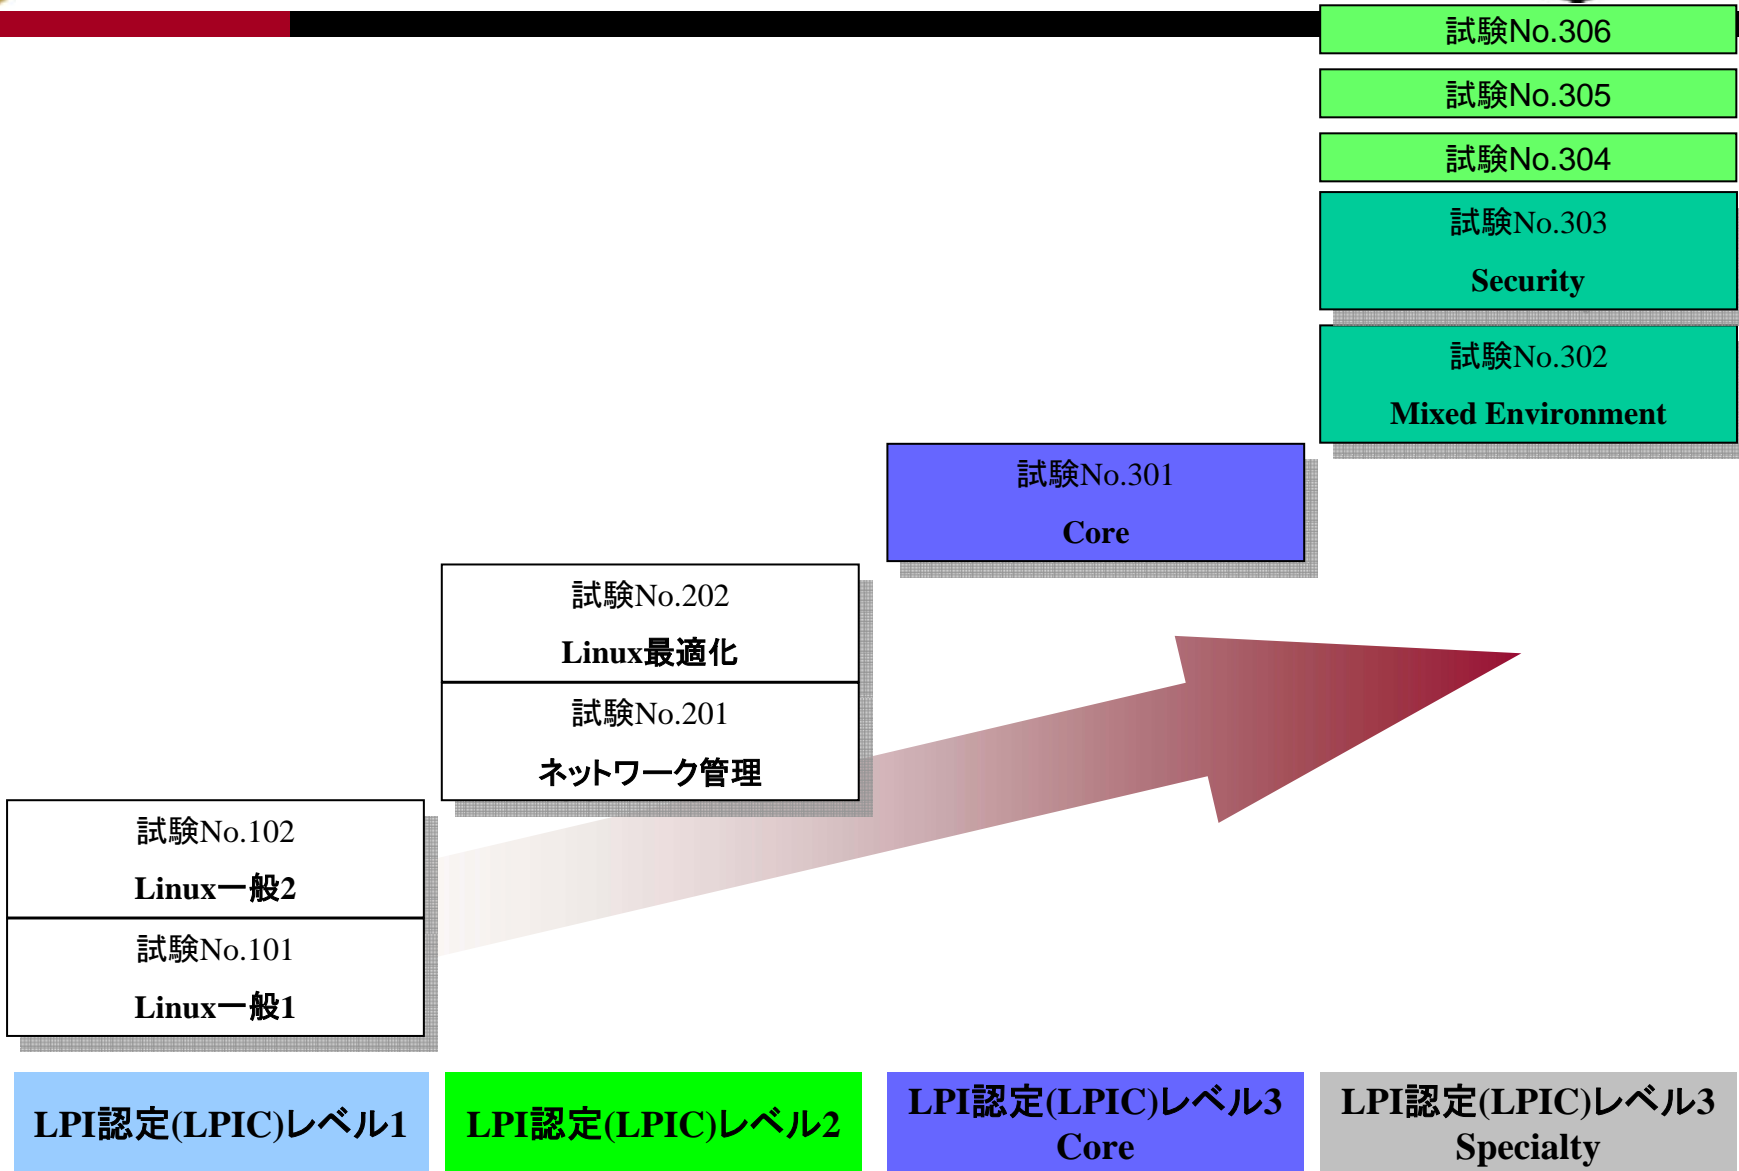 試験No.306
試験No.305
試験No.304
試験No.303
Security
試験No.302
Mixed Environment
試験No.301
Core
試験No.202
Linux最適化
試験No.201
ネットワーク管理
試験No.102
Linux一般2
試験No.101
Linux一般1
LPI認定(LPIC)レベル1
LPI認定(LPIC)レベル2
LPI認定(LPIC)レベル3
Core
LPI認定(LPIC)レベル3
Specialty